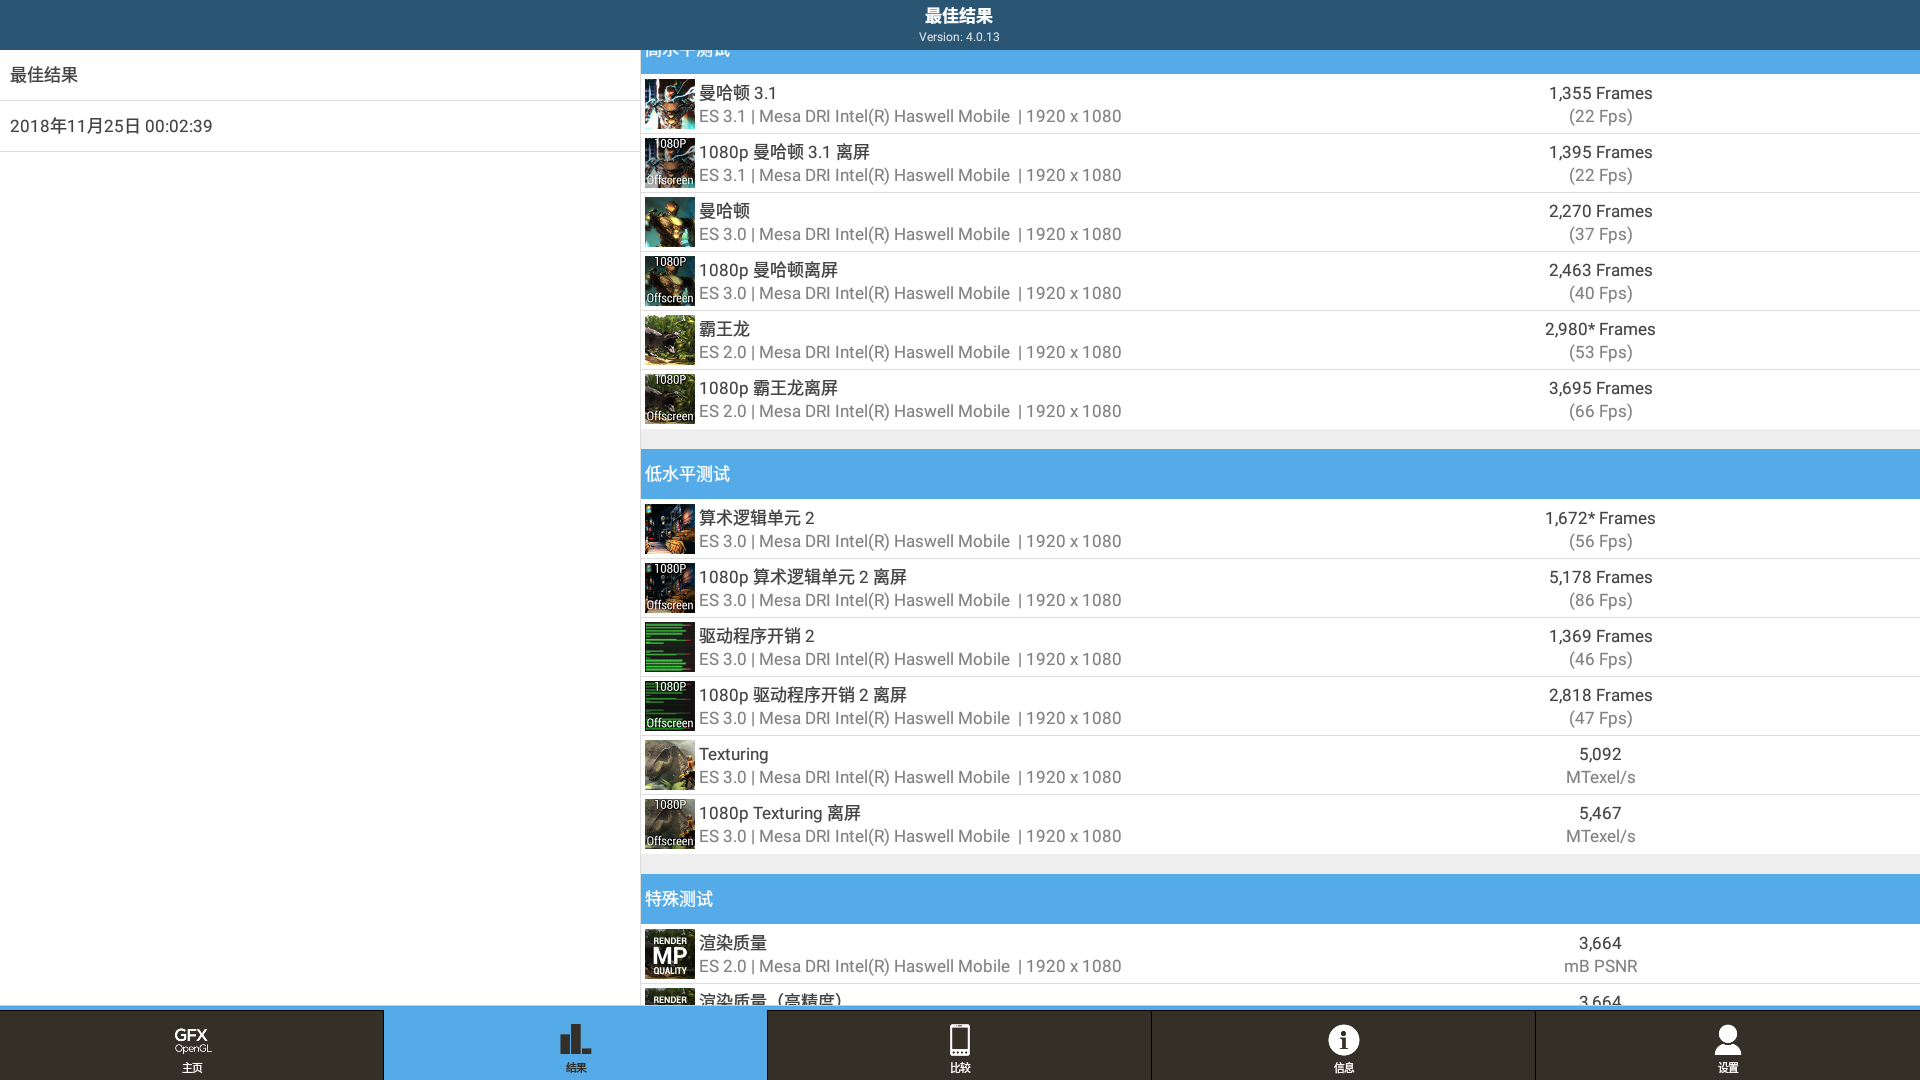 最佳结果
Version: 4.0.13
最佳结果
2018年11月25日 00:02:39
高水平测试
曼哈顿 3.1
1,355 Frames
ES 3.1 | Mesa DRI Intel(R) Haswell Mobile | 1920 x 1080
(22 Fps)
1080P
Offscreen
1080p 曼哈顿 3.1 离屏
1,395 Frames
ES 3.1 | Mesa DRI Intel(R) Haswell Mobile | 1920 x 1080
(22 Fps)
曼哈顿
2,270 Frames
ES 3.0 | Mesa DRI Intel(R) Haswell Mobile | 1920 x 1080
(37 Fps)
1080P
Offscreen
1080p 曼哈顿离屏
2,463 Frames
ES 3.0 | Mesa DRI Intel(R) Haswell Mobile | 1920 x 1080
(40 Fps)
霸王龙
2,980* Frames
ES 2.0 | Mesa DRI Intel(R) Haswell Mobile | 1920 x 1080
(53 Fps)
1080P
Offscreen
1080p 霸王龙离屏
3,695 Frames
ES 2.0 | Mesa DRI Intel(R) Haswell Mobile | 1920 x 1080
(66 Fps)
低水平测试
算术逻辑单元 2
1,672* Frames
ES 3.0 | Mesa DRI Intel(R) Haswell Mobile | 1920 x 1080
(56 Fps)
1080P
Offscreen
1080p 算术逻辑单元 2 离屏
5,178 Frames
ES 3.0 | Mesa DRI Intel(R) Haswell Mobile | 1920 x 1080
(86 Fps)
驱动程序开销 2
1,369 Frames
ES 3.0 | Mesa DRI Intel(R) Haswell Mobile | 1920 x 1080
(46 Fps)
1080P
Offscreen
1080p 驱动程序开销 2 离屏
2,818 Frames
ES 3.0 | Mesa DRI Intel(R) Haswell Mobile | 1920 x 1080
(47 Fps)
Texturing
5,092
ES 3.0 | Mesa DRI Intel(R) Haswell Mobile | 1920 x 1080
MTexel/s
1080P
Offscreen
1080p Texturing 离屏
5,467
ES 3.0 | Mesa DRI Intel(R) Haswell Mobile | 1920 x 1080
MTexel/s
特殊测试
RENDER
MP
QUALITY
渲染质量
3,664
ES 2.0 | Mesa DRI Intel(R) Haswell Mobile | 1920 x 1080
mB PSNR
RENDER
渲染质量（高精度）
3,664
GFX
OpenGL
主页
结果
比较
信息
设置